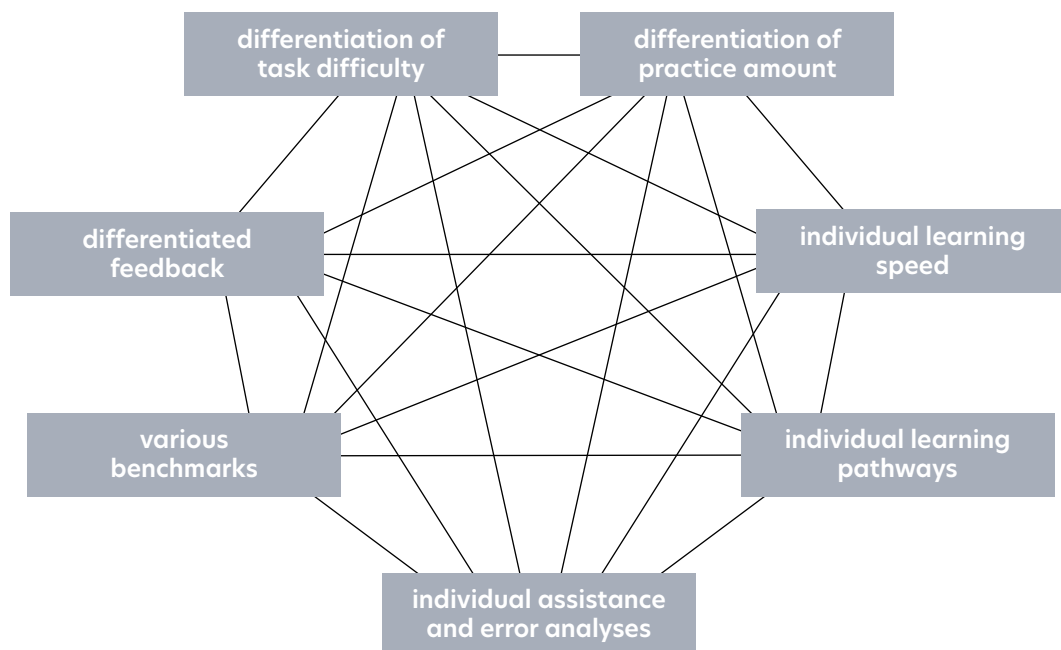 differentiation of
task difficulty
differentiation of
practice amount
differentiated
feedback
individual learning
speed
various
benchmarks
individual learning
pathways
individual assistance
and error analyses